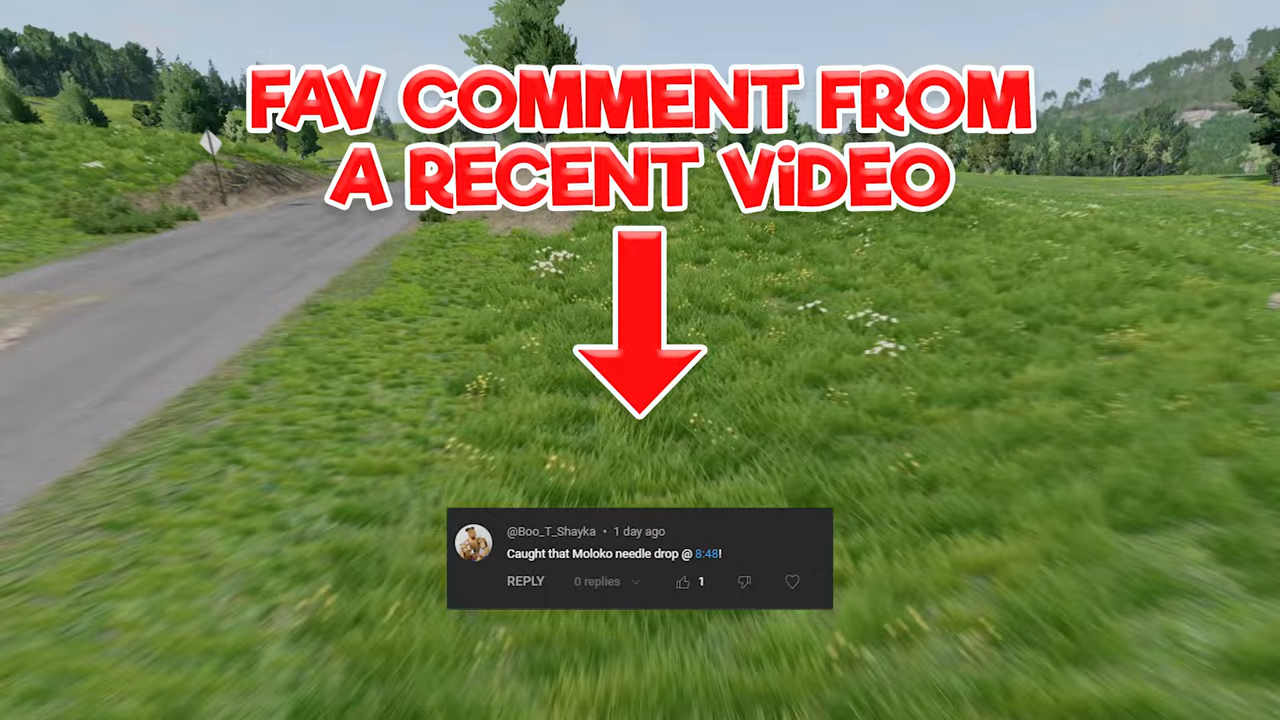 FAV COMMENT FROM
A RECENT ViDEO
@Boo_T_Shayka • 1 day ago
Caught that Moloko needle drop @ 8:48!
REPLY 0 replies 1